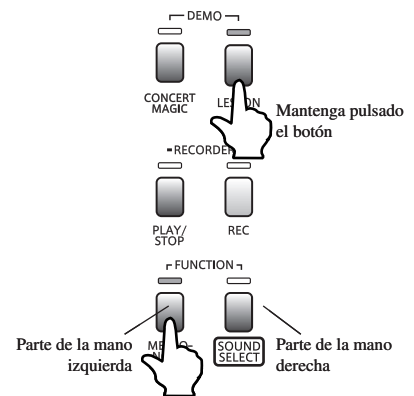 DEMO
CONCERT
MAGIC
Mantenga pulsado
el botón
RECORDER
PLAY/
STOP
REC
FUNCTION
Parte de la mano
izquierda
SOUND
SELECT
Parte de la mano
derecha